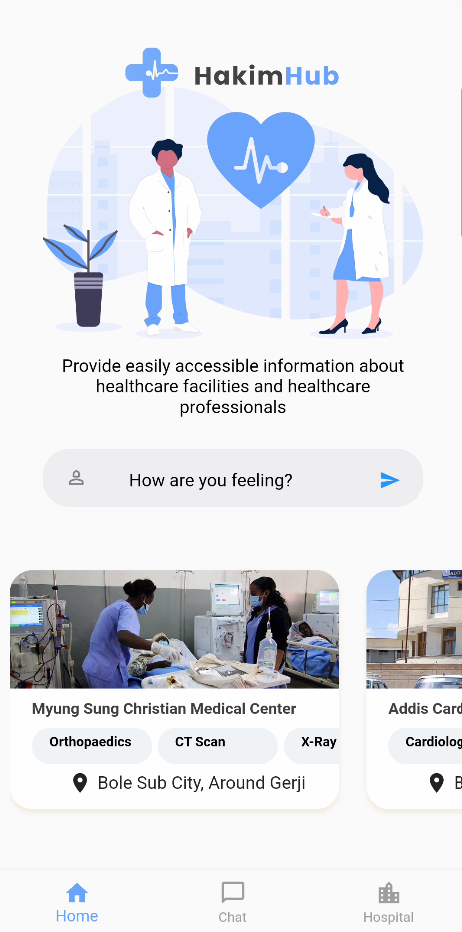 HakimHub
Provide easily accessible information about
healthcare facilities and healthcare
professionals
How are you feeling?
Myung Sung Christian Medical Center
Orthopaedics CT Scan X-Ray
Bole Sub City, Around Gerji
Addis Card
Cardiolog
B
Home Chat Hospital